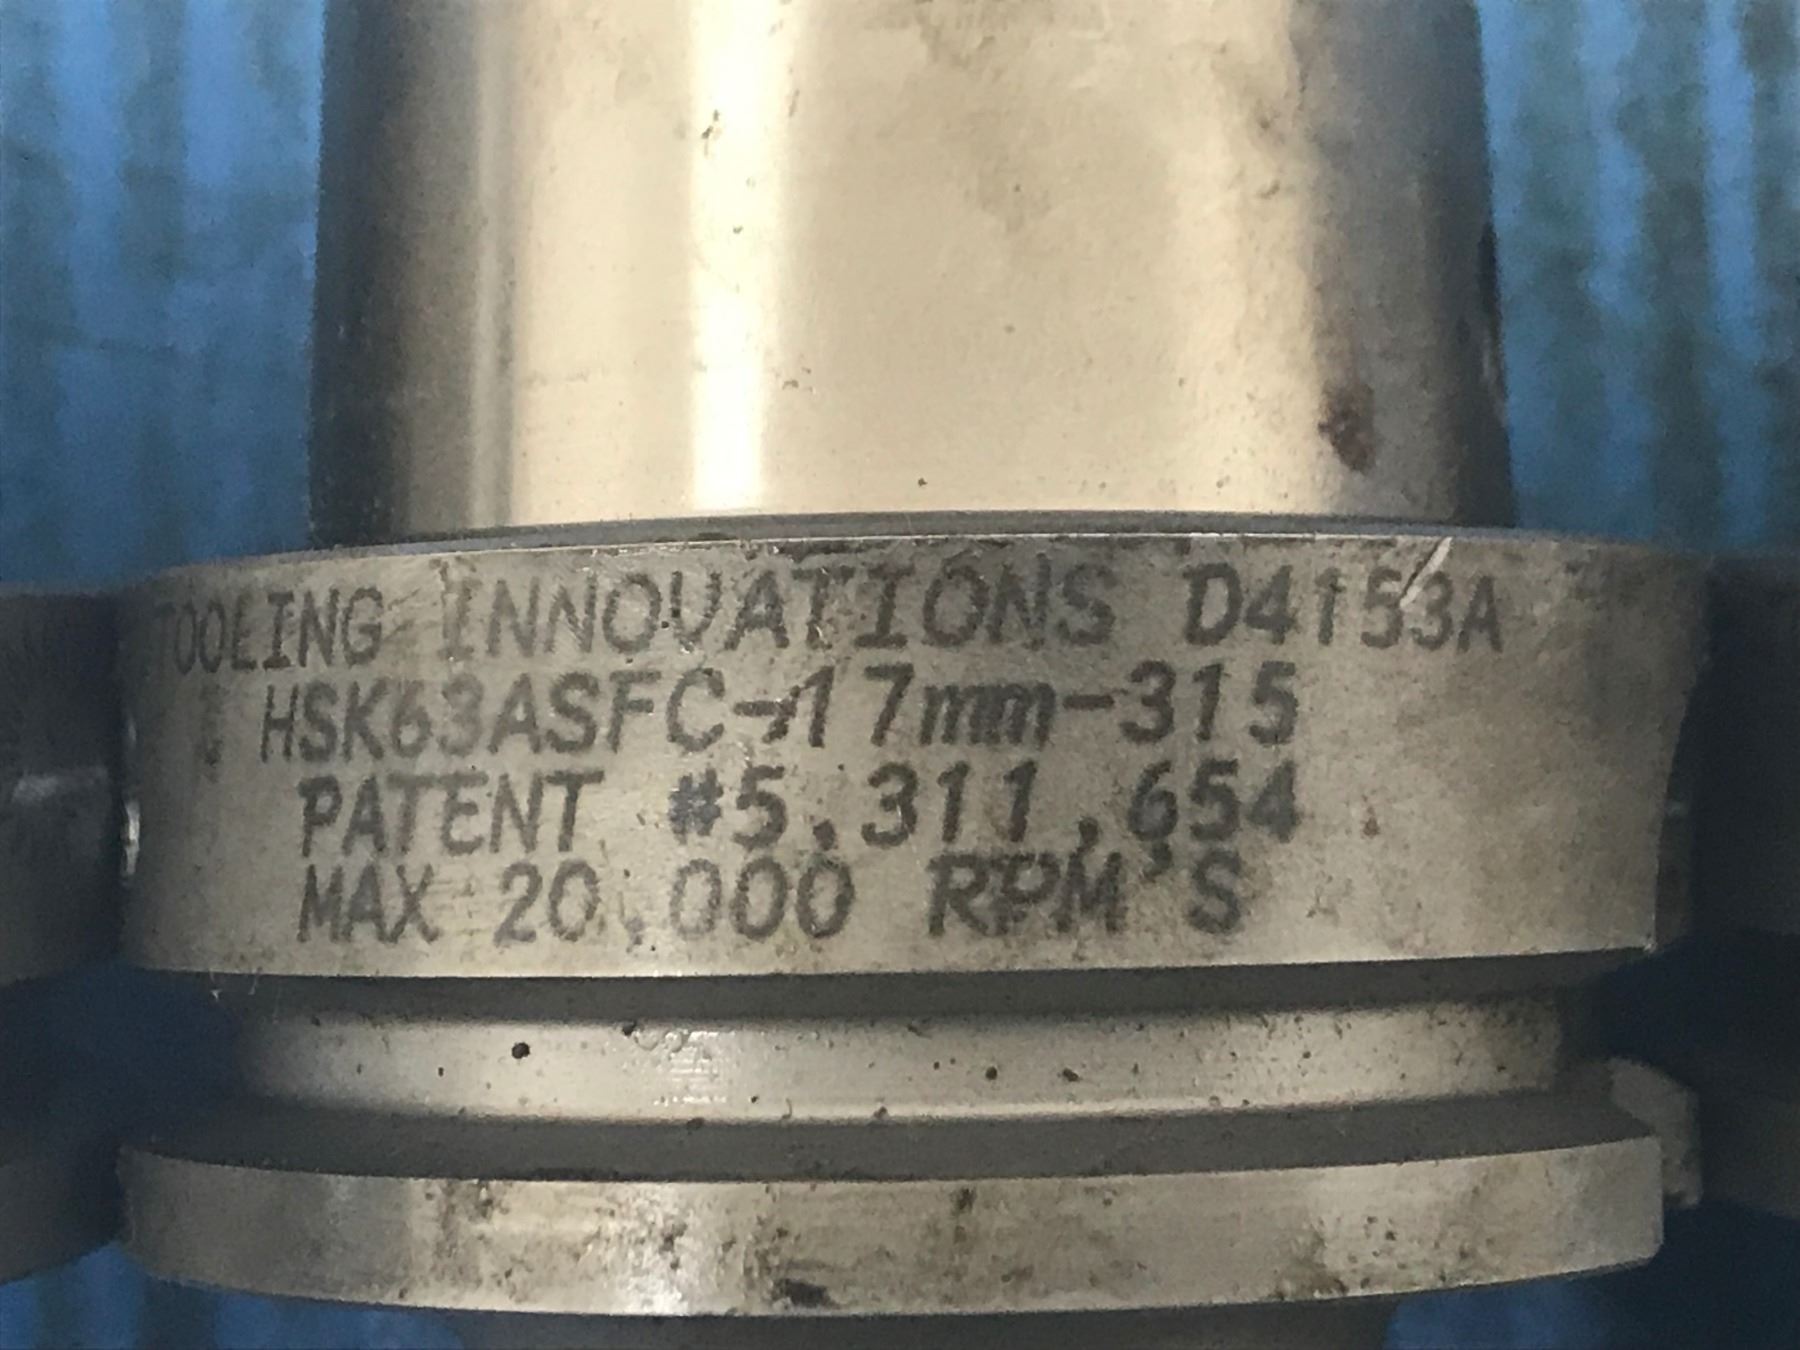 TOOLING INNOVATIONS D4153A
HSK63ASFC-17mm-315
PATENT #5,311,654
MAX 20,000 RPM'S